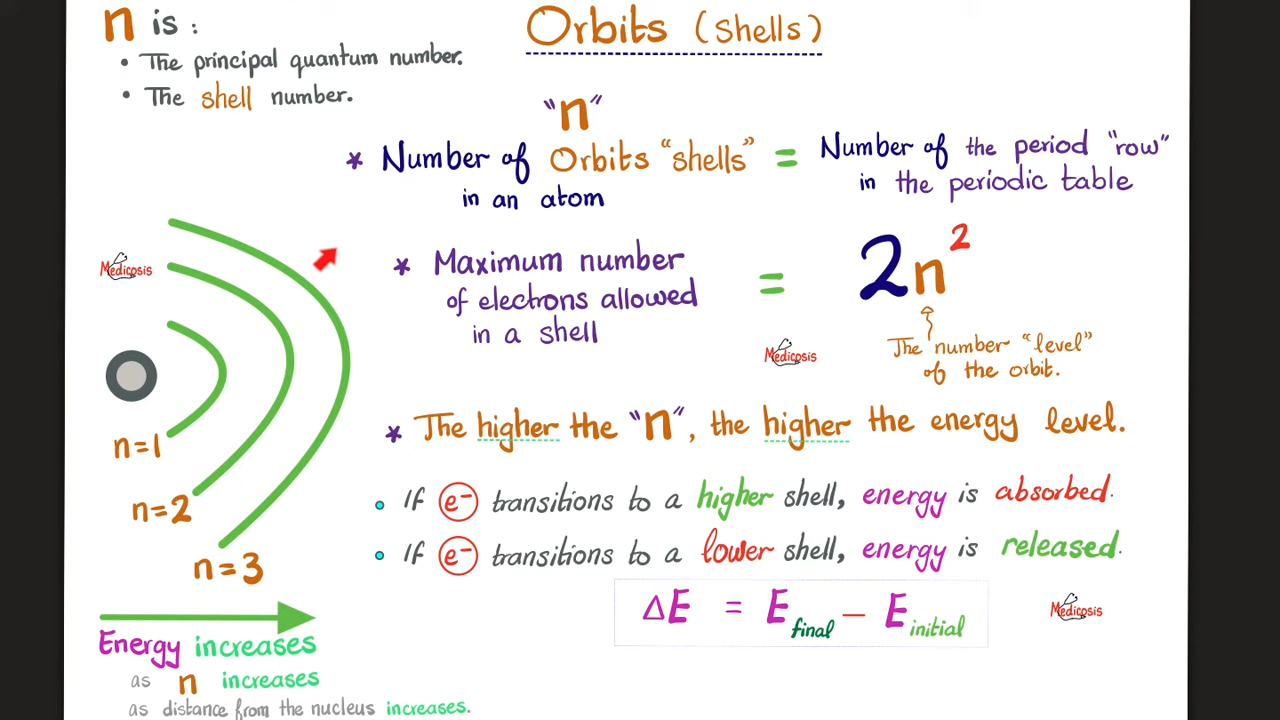 n is :
• The principal quantum number.
• The shell number.
Orbits (Shells)
"n"
* Number of Orbits "shells" = Number of the period "row"
in an atom
in the periodic table
Medicosis
* Maximum number
of electrons allowed
in a shell
= 2n²
The number "level"
of the orbit.
Medicosis
* The higher the "n", the higher the energy level.
• If e⁻ transitions to a higher shell, energy is absorbed.
• If e⁻ transitions to a lower shell, energy is released.
ΔE = E final − E initial
Medicosis
n=1
n=2
n=3
Energy increases
as n increases
as distance from the nucleus increases.